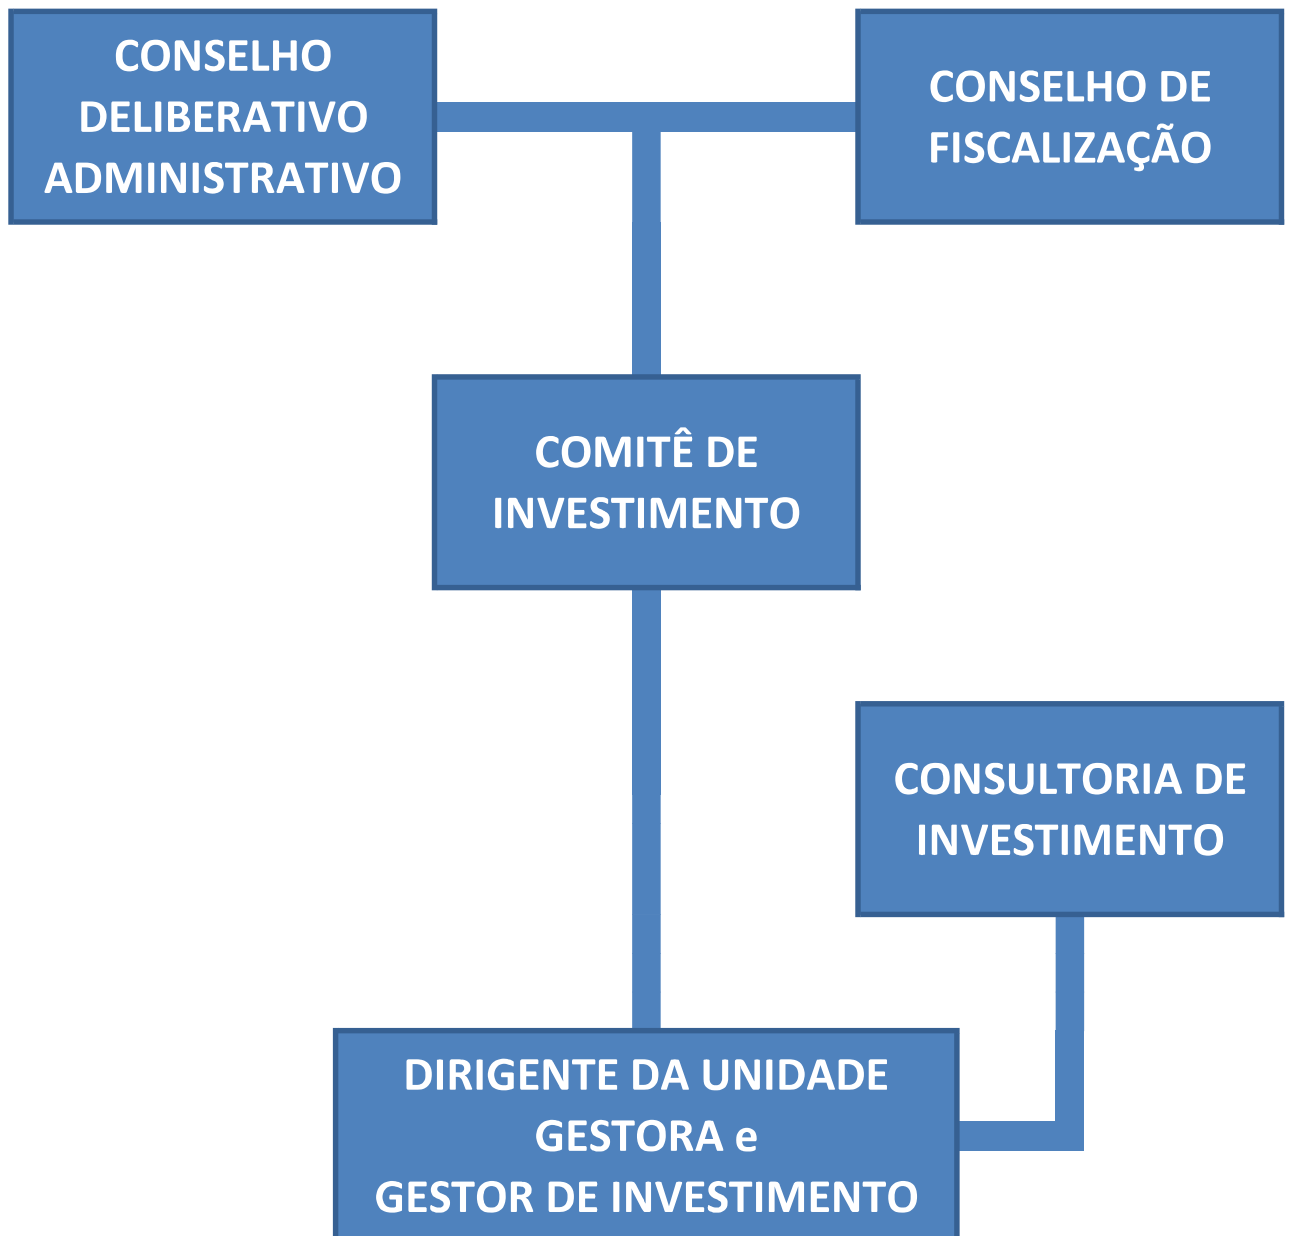 CONSELHO
DELIBERATIVO
ADMINISTRATIVO
CONSELHO DE
FISCALIZAÇÃO
COMITÊ DE
INVESTIMENTO
CONSULTORIA DE
INVESTIMENTO
DIRIGENTE DA UNIDADE
GESTORA e
GESTOR DE INVESTIMENTO